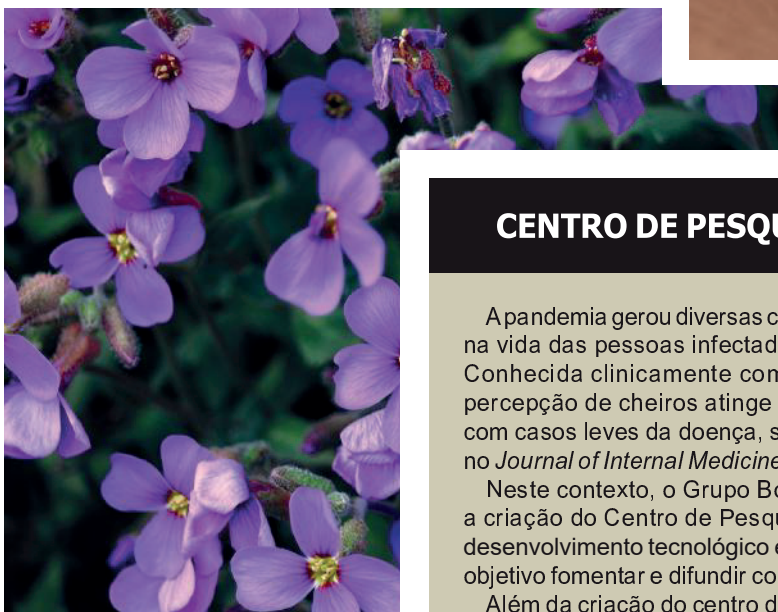 CENTRO DE PESQU
A pandemia gerou diversas c
na vida das pessoas infectad
Conhecida clinicamente com
percepção de cheiros atinge
com casos leves da doença, s
no Journal of Internal Medicine
Neste contexto, o Grupo Bo
a criação do Centro de Pesqu
desenvolvimento tecnológico e
objetivo fomentar e difundir co
Além da criação do centro d